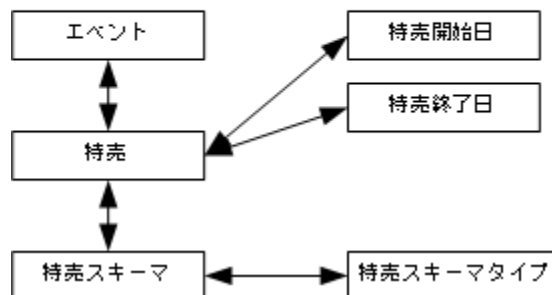 エベント
特売開始日
特売終了日
特売
特売スキーマ
特売スキーマタイプ